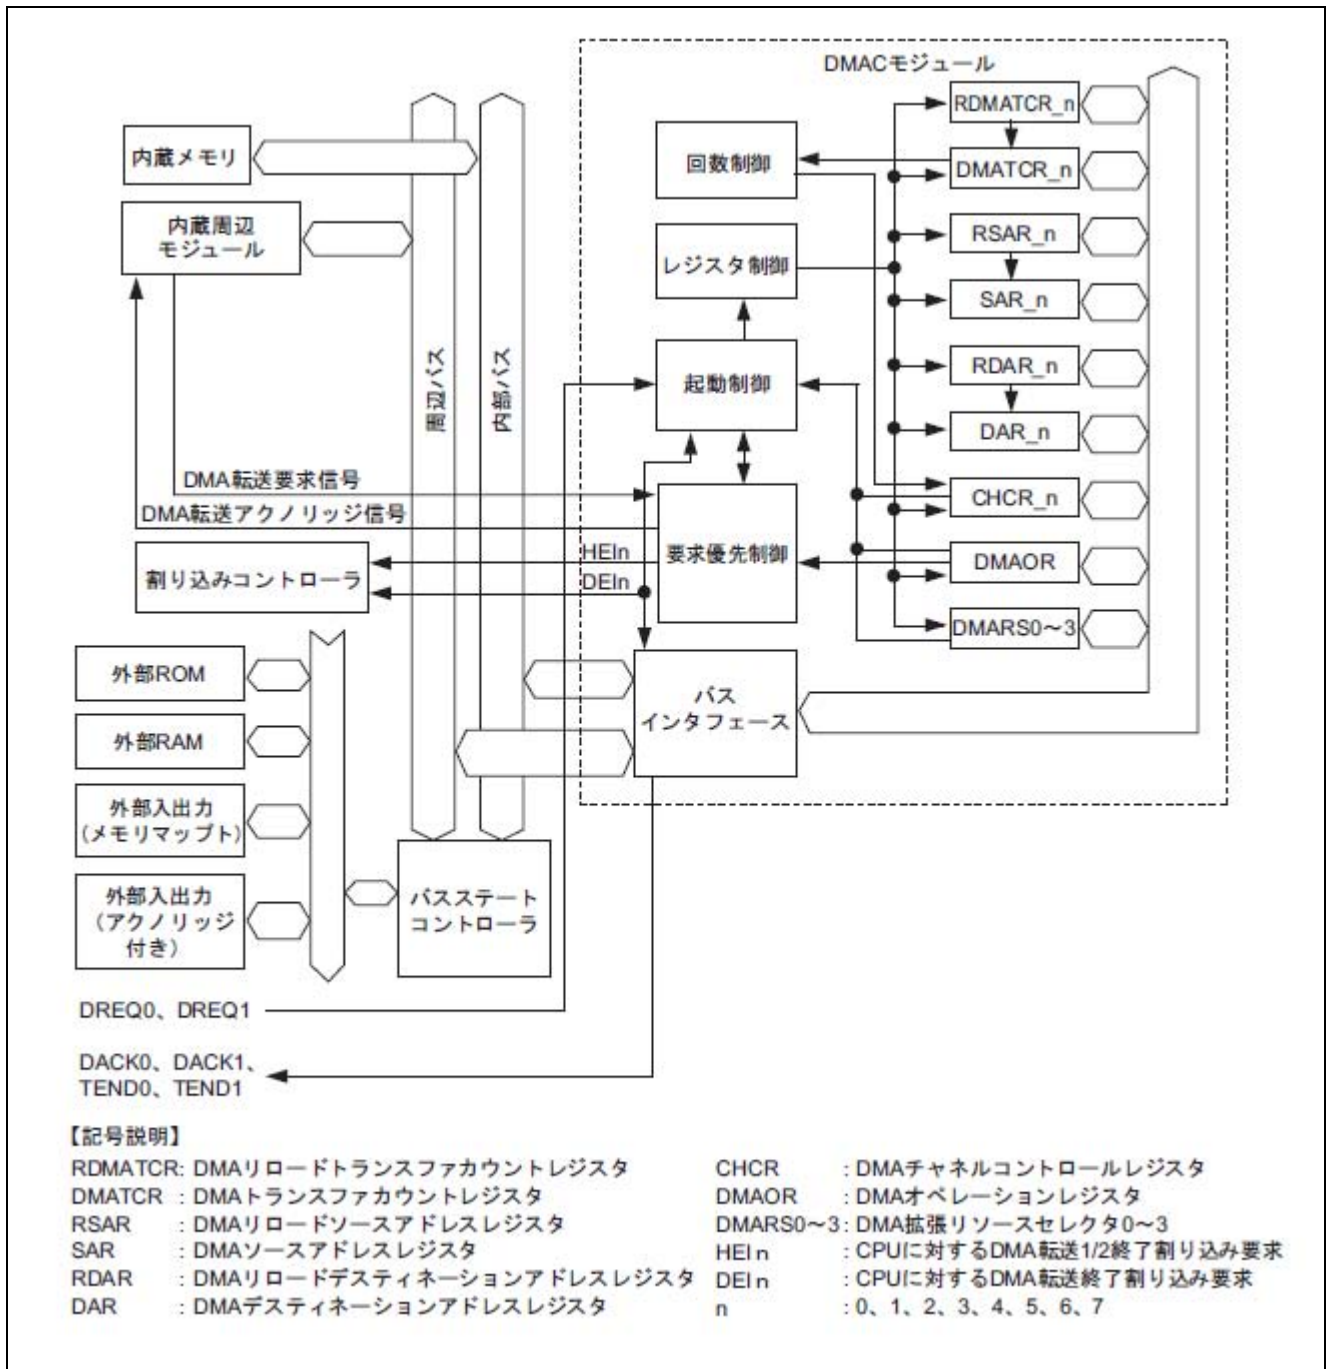 DMACモジュール
RDMATCR_n
内蔵メモリ
回数制御
DMATCR_n
内蔵周辺
モジュール
RSAR_n
レジスタ制御
SAR_n
周辺バス
内部バス
起動制御
RDAR_n
DAR_n
DMA転送要求信号
CHCR_n
DMA転送アクノリッジ信号
HEIn
要求優先制御
DMAOR
割り込みコントローラ
DEIn
DMARS0～3
外部ROM
バス
インタフェース
外部RAM
外部入出力
(メモリマップト)
外部入出力
(アクノリッジ
付き)
バスステート
コントローラ
DREQ0、DREQ1
DACK0、DACK1、
TEND0、TEND1
【記号説明】
RDMATCR: DMAリロードトランスファカウントレジスタ
DMATCR : DMAトランスファカウントレジスタ
RSAR : DMAリロードソースアドレスレジスタ
SAR : DMAソースアドレスレジスタ
RDAR : DMAリロードデスティネーションアドレスレジスタ
DAR : DMAデスティネーションアドレスレジスタ
CHCR : DMAチャネルコントロールレジスタ
DMAOR : DMAオペレーションレジスタ
DMARS0～3: DMA拡張リソースセレクタ0～3
HEIn : CPUに対するDMA転送1/2終了割り込み要求
DEIn : CPUに対するDMA転送終了割り込み要求
n : 0、1、2、3、4、5、6、7